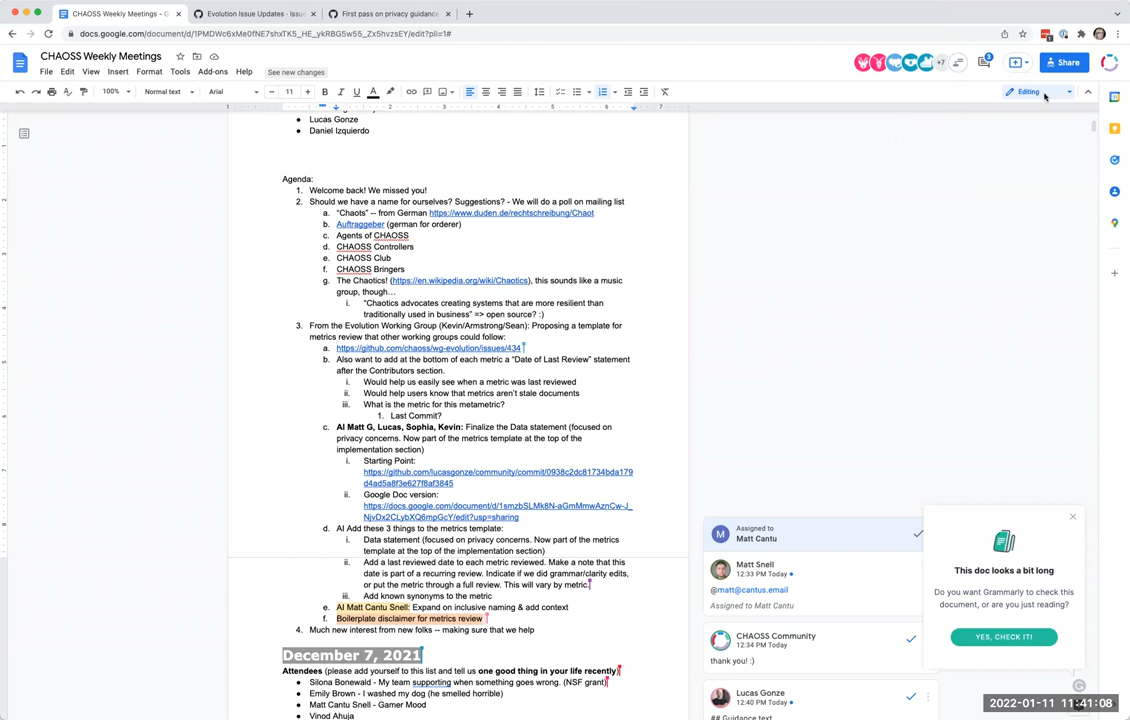 CHAOSS Weekly Meetings - G
Evolution Issue Updates - Issu
First pass on privacy guidance
docs.google.com/document/d/1PMDWc6xMe0fNE7shxTK5_HE_ykRBG5w55_Zx5hvzsEY/edit?pli=1#
CHAOSS Weekly Meetings
File Edit View Insert Format Tools Add-ons Help See new changes
+7
Share
100% Normal text Arial 11
Editing
Lucas Gonze
Daniel Izquierdo
Agenda:
1. Welcome back! We missed you!
2. Should we have a name for ourselves? Suggestions? - We will do a poll on mailing list
a. "Chaots" -- from German https://www.duden.de/rechtschreibung/Chaot
b. Auftraggeber (german for orderer)
c. Agents of CHAOSS
d. CHAOSS Controllers
e. CHAOSS Club
f. CHAOSS Bringers
g. The Chaotics! (https://en.wikipedia.org/wiki/Chaotics), this sounds like a music
group, though…
i. "Chaotics advocates creating systems that are more resilient than
traditionally used in business" => open source? :)
3. From the Evolution Working Group (Kevin/Armstrong/Sean): Proposing a template for
metrics review that other working groups could follow:
a. https://github.com/chaoss/wg-evolution/issues/434
b. Also want to add at the bottom of each metric a "Date of Last Review" statement
after the Contributors section.
i. Would help us easily see when a metric was last reviewed
ii. Would help users know that metrics aren't stale documents
iii. What is the metric for this metametric?
1. Last Commit?
c. AI Matt G, Lucas, Sophia, Kevin: Finalize the Data statement (focused on
privacy concerns. Now part of the metrics template at the top of the
implementation section)
i. Starting Point:
https://github.com/lucasgonze/community/commit/0938c2dc81734bda179
d4ad5a8f3e627f8af3845
ii. Google Doc version:
https://docs.google.com/document/d/1smzbSLMk8N-aGmMmwAznCw-J_
NjvDx2CLybXQ6mpGcY/edit?usp=sharing
d. AI Add these 3 things to the metrics template:
i. Data statement (focused on privacy concerns. Now part of the metrics
template at the top of the implementation section)
ii. Add a last reviewed date to each metric reviewed. Make a note that this
date is part of a recurring review. Indicate if we did grammar/clarity edits,
or put the metric through a full review. This will vary by metric.
iii. Add known synonyms to the metric
e. AI Matt Cantu Snell: Expand on inclusive naming & add context
f. Boilerplate disclaimer for metrics review
4. Much new interest from new folks -- making sure that we help
December 7, 2021
Attendees (please add yourself to this list and tell us one good thing in your life recently)
Silona Bonewald - My team supporting when something goes wrong. (NSF grant)
Emily Brown - I washed my dog (he smelled horrible)
Matt Cantu Snell - Gamer Mood
Vinod Ahuja
M
Assigned to
Matt Cantu
Matt Snell
12:33 PM Today
@matt@cantus.email
Assigned to Matt Cantu
CHAOSS Community
12:34 PM Today
thank you! :)
Lucas Gonze
12:40 PM Today
## Guidance text
This doc looks a bit long
Do you want Grammarly to check this
document, or are you just reading?
YES, CHECK IT!
2022-01-11 11:41:08